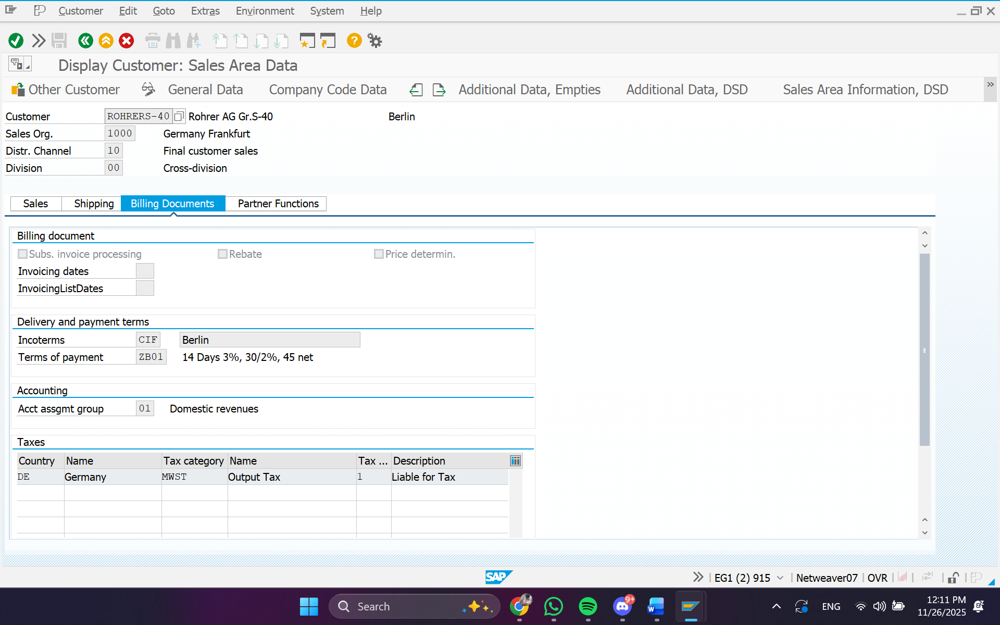 Customer Edit Goto Extras Environment System Help
Display Customer: Sales Area Data
Other Customer General Data Company Code Data Additional Data, Empties Additional Data, DSD Sales Area Information, DSD
Customer ROHRERS-40 Rohrer AG Gr.S-40 Berlin
Sales Org. 1000 Germany Frankfurt
Distr. Channel 10 Final customer sales
Division 00 Cross-division
Sales Shipping Billing Documents Partner Functions
Billing document
Subs. invoice processing Rebate Price determin.
Invoicing dates
InvoicingListDates
Delivery and payment terms
Incoterms CIF Berlin
Terms of payment ZB01 14 Days 3%, 30/2%, 45 net
Accounting
Acct assgmt group 01 Domestic revenues
Taxes
Country Name Tax category Name Tax ... Description
DE Germany MWST Output Tax 1 Liable for Tax
SAP EG1 (2) 915 Netweaver07 OVR
Search 9+ W ENG 12:11 PM
11/26/2025